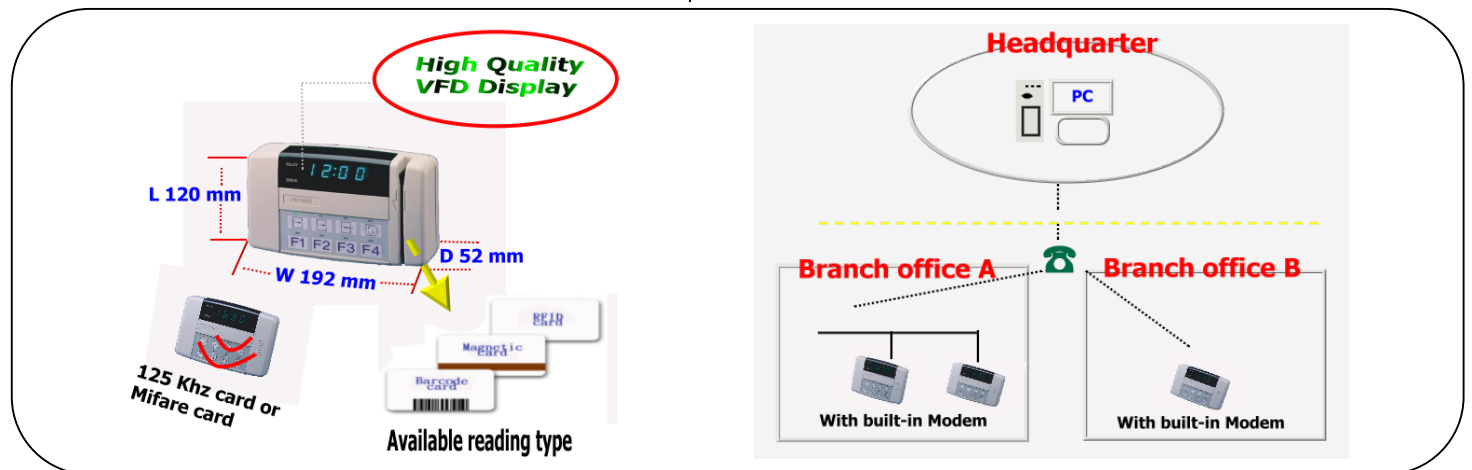 High Quality
VFD Display
12:00
L 120 mm
F1 F2 F3 F4
D 52 mm
W 192 mm
RFID
card
Magnetic
card
Barcode
card
125 Khz card or
Mifare card
Available reading type
Headquarter
PC
Branch office A
Branch office B
With built-in Modem
With built-in Modem